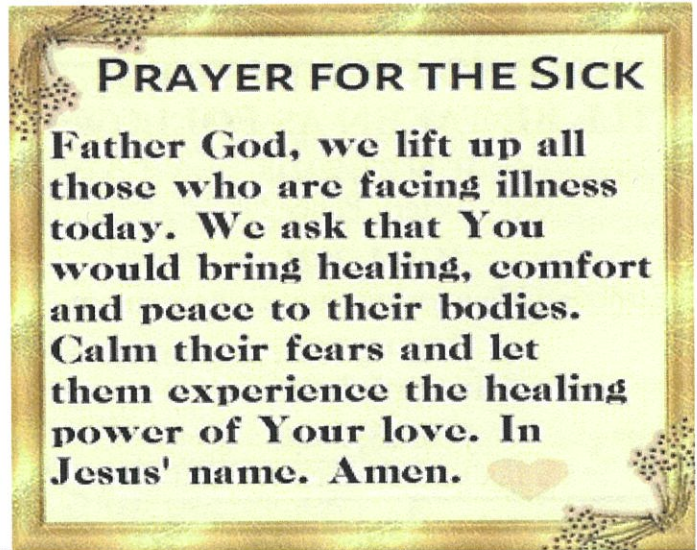 PRAYER FOR THE SICK
Father God, we lift up all
those who are facing illness
today. We ask that You
would bring healing, comfort
and peace to their bodies.
Calm their fears and let
them experience the healing
power of Your love. In
Jesus' name. Amen.